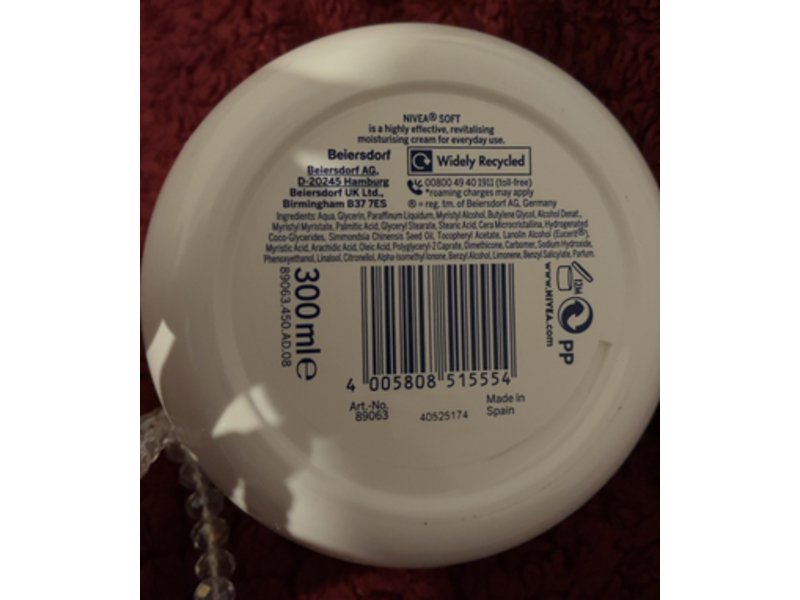 NIVEA® SOFT
is a highly effective, revitalising
moisturising cream for everyday use.
Beiersdorf
Beiersdorf AG,
D-20245 Hamburg
Beiersdorf UK Ltd.,
Birmingham B37 7ES
Widely Recycled
00800 49 40 1911 (toll-free)
*roaming charges may apply
® = reg. tm. of Beiersdorf AG, Germany
Ingredients: Aqua, Glycerin, Paraffinum Liquidum, Myristyl Alcohol, Butylene Glycol, Alcohol Denat.,
Myristyl Myristate, Palmitic Acid, Glyceryl Stearate, Stearic Acid, Cera Microcristallina, Hydrogenated
Coco-Glycerides, Simmondsia Chinensis Seed Oil, Tocopheryl Acetate, Lanolin Alcohol (Eucerit®),
Myristic Acid, Arachidic Acid, Oleic Acid, Polyglyceryl-2 Caprate, Dimethicone, Carbomer, Sodium Hydroxide,
Phenoxyethanol, Linalool, Citronellol, Alpha-Isomethyl Ionone, Benzyl Alcohol, Limonene, Benzyl Salicylate, Parfum.
300 ml e
89063.450.AD.08
12M
www.NIVEA.com
PP
4 005808 515554
Art.-No.
89063
40525174
Made in
Spain